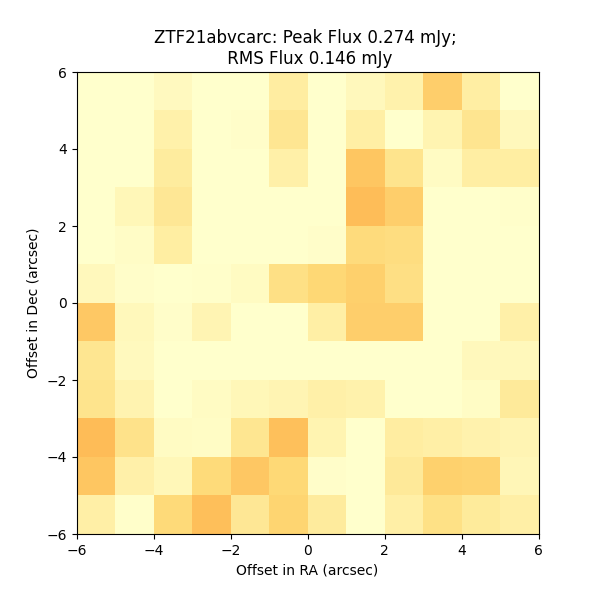 ZTF21abvcarc: Peak Flux 0.274 mJy;
RMS Flux 0.146 mJy
6
4
2
0
−2
−4
−6
Offset in Dec (arcsec)
−6 −4 −2 0 2 4 6
Offset in RA (arcsec)